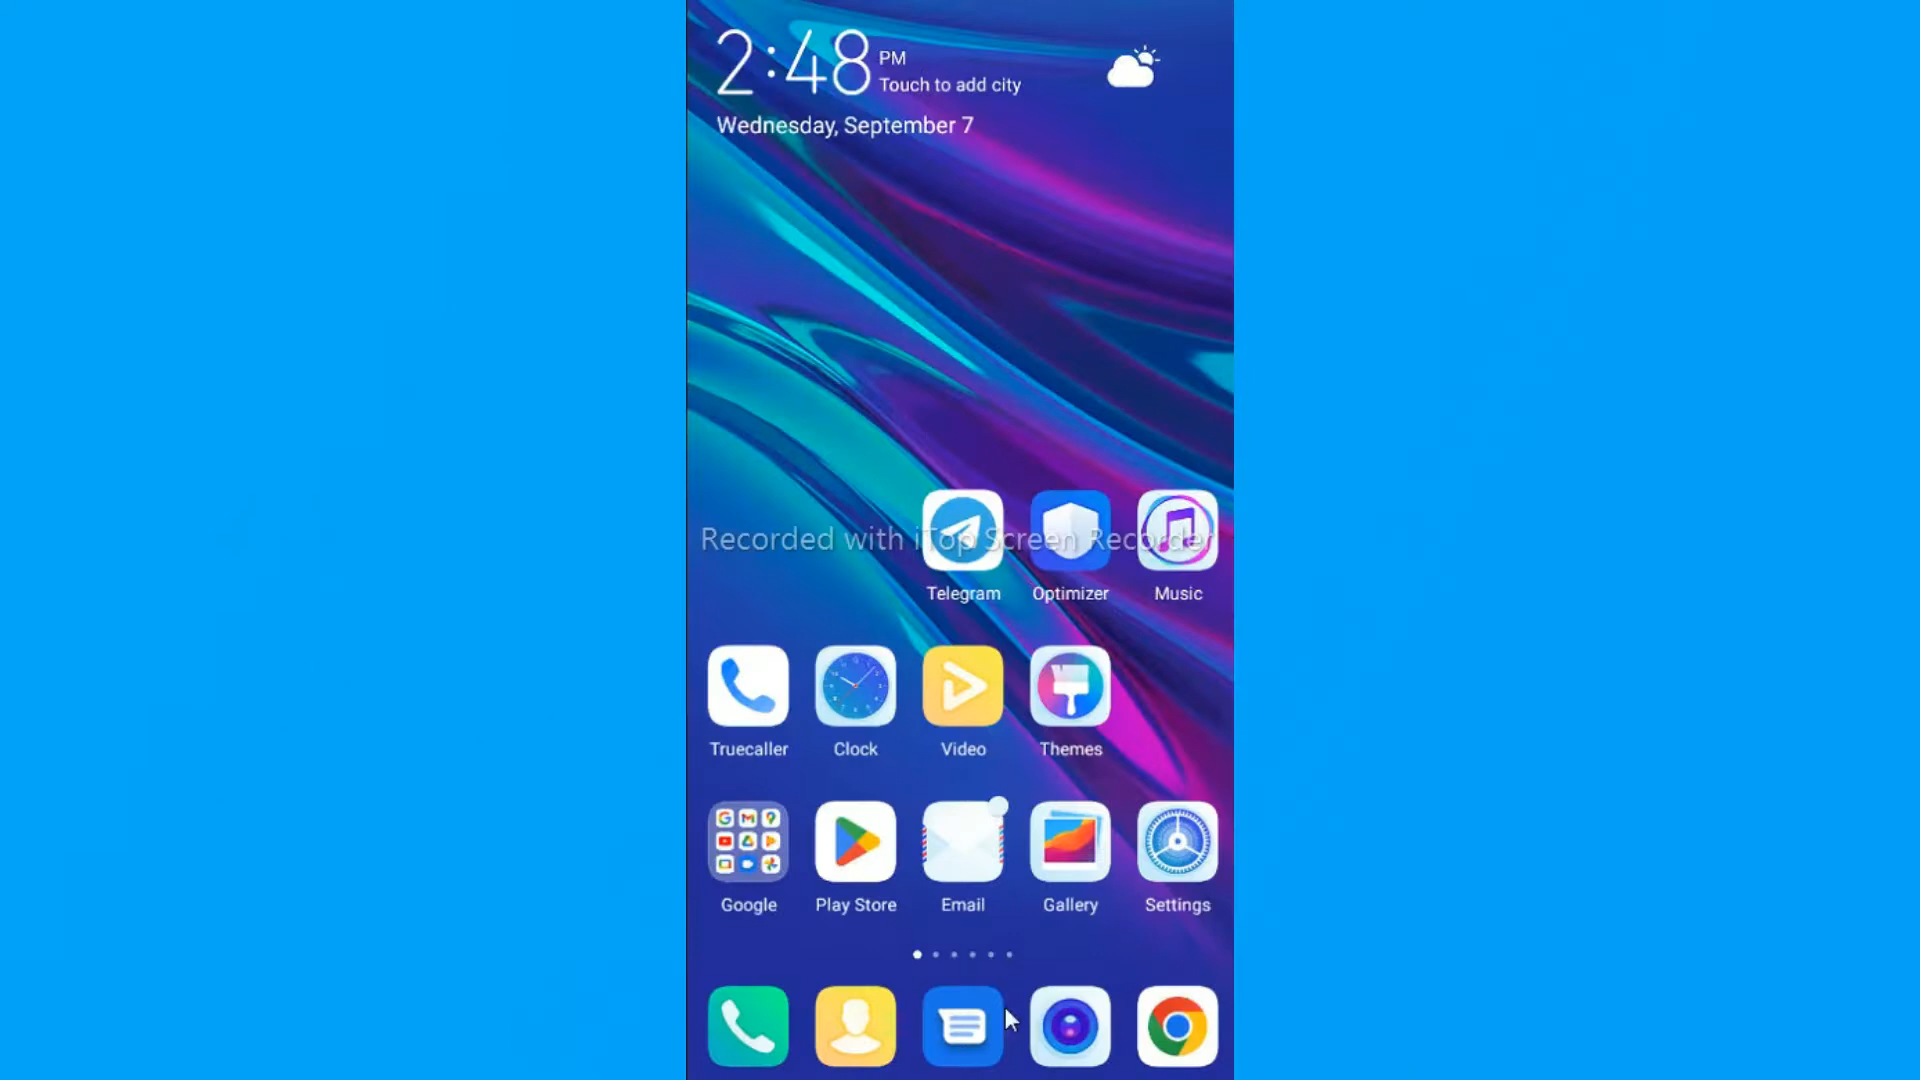 2:48 PM
Touch to add city
Wednesday, September 7
Recorded with iTop Screen Recorder
Telegram Optimizer Music
Truecaller Clock Video Themes
Google Play Store Email Gallery Settings